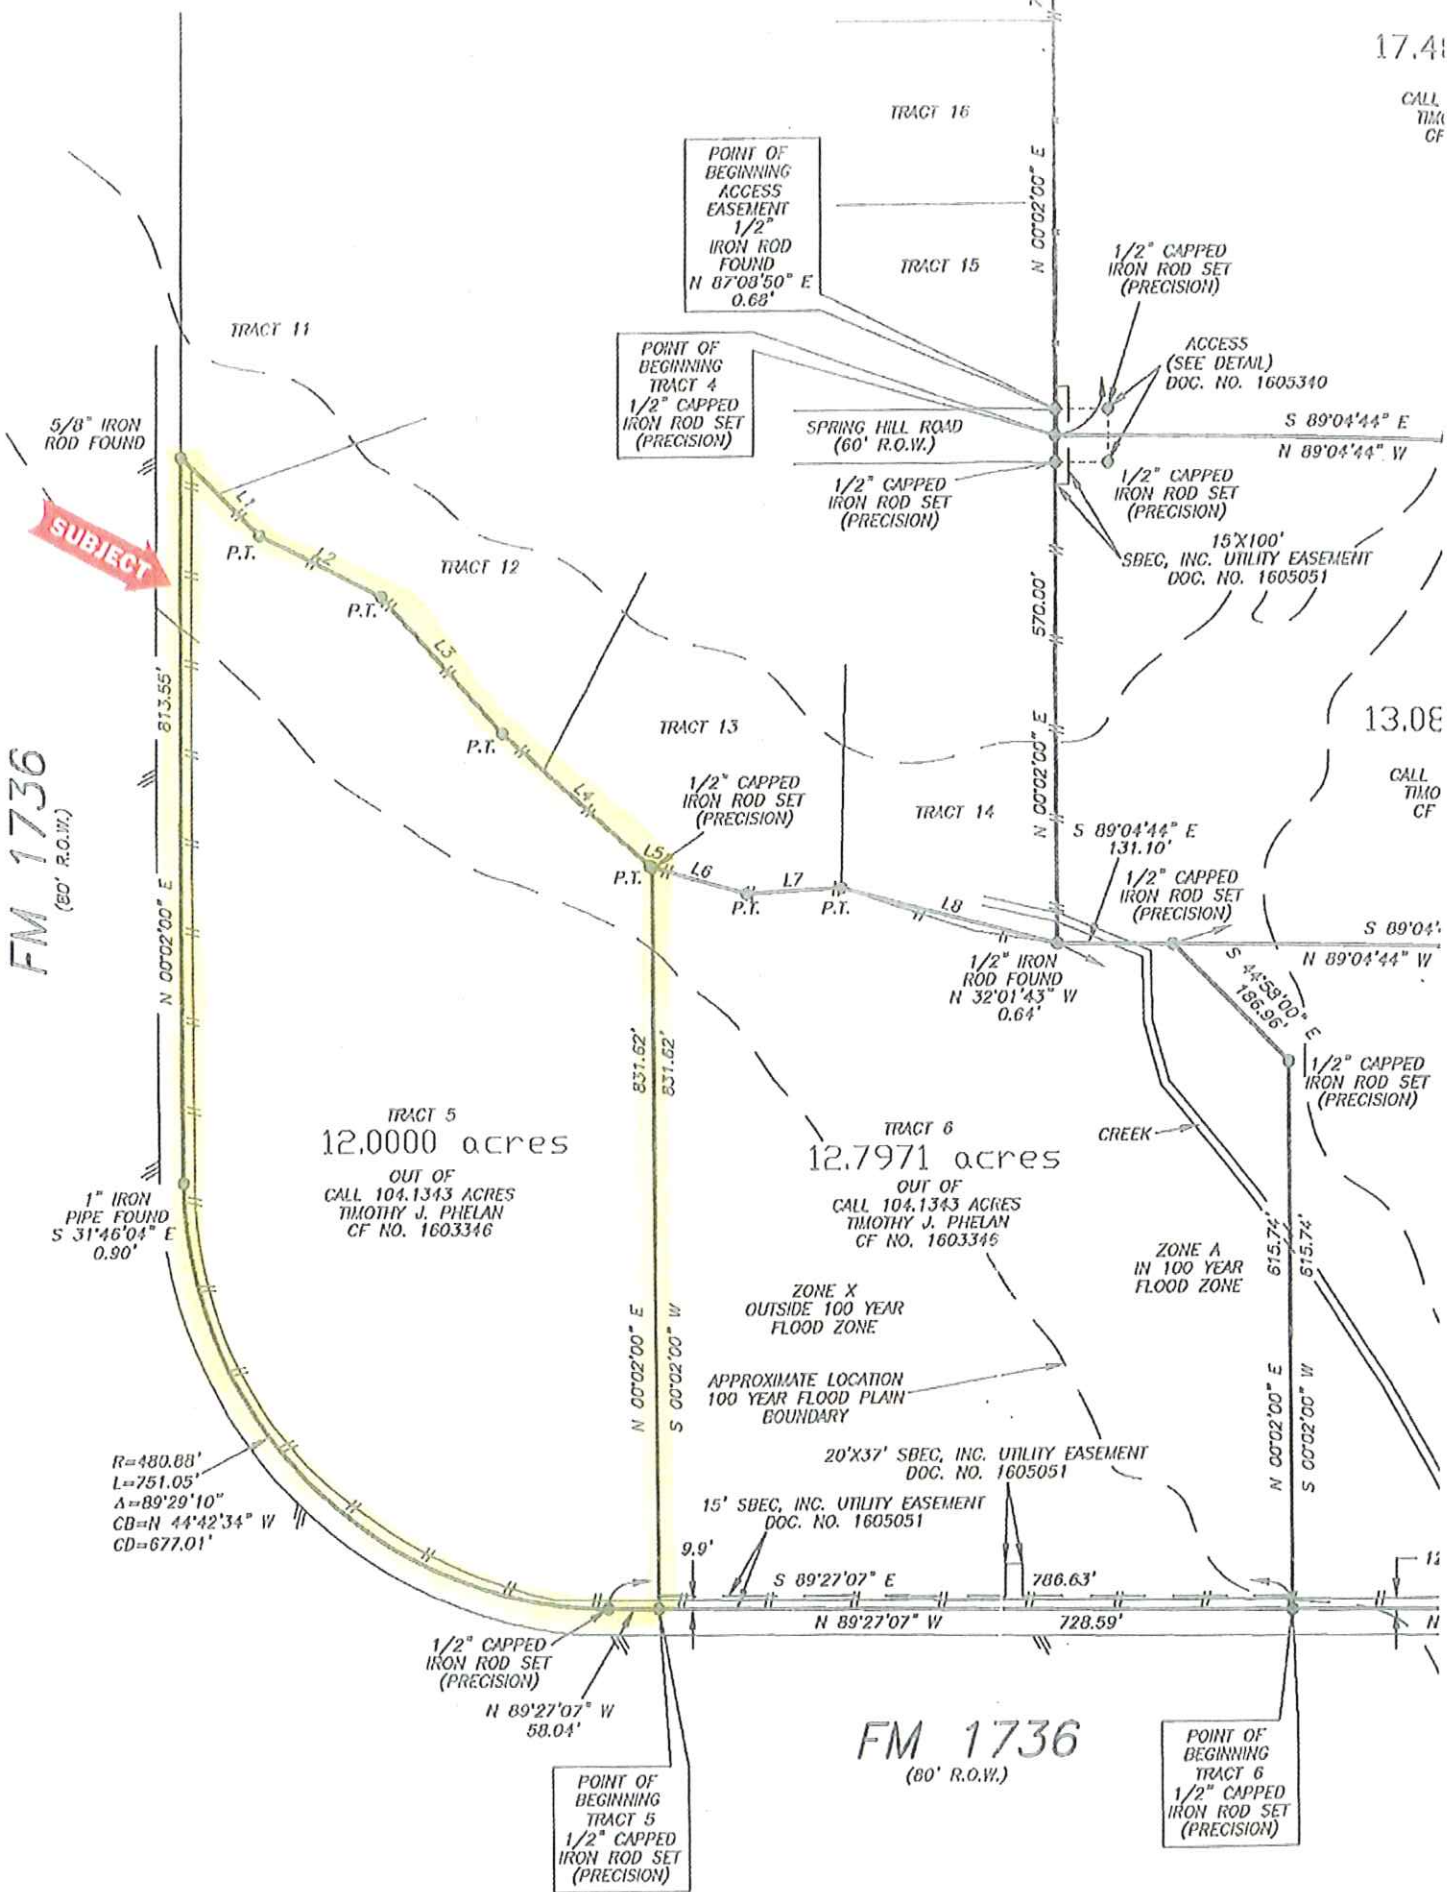 17.4
CALL
TRACT 16
POINT OF
BEGINNING
ACCESS
EASEMENT
1/2"
IRON ROD
FOUND
N 87°08'50" E
0.68'
N 00°02'00" E
TRACT 15
1/2" CAPPED
IRON ROD SET
(PRECISION)
TRACT 11
POINT OF
BEGINNING
TRACT 4
1/2" CAPPED
IRON ROD SET
(PRECISION)
ACCESS
(SEE DETAIL)
DOC. NO. 1605340
5/8" IRON
ROD FOUND
SPRING HILL ROAD
(60' R.O.W.)
S 89°04'44" E
N 89°04'44" W
1/2" CAPPED
IRON ROD SET
(PRECISION)
1/2" CAPPED
IRON ROD SET
(PRECISION)
SUBJECT
L1
P.T.
L2
TRACT 12
15'X100'
SBEC, INC. UTILITY EASEMENT
DOC. NO. 1605051
P.T.
570.00'
L3
813.55'
FM 1736
(80' R.O.W.)
P.T.
TRACT 13
13.08
CALL
TIMO
CF
N 00°02'00" E
L4
1/2" CAPPED
IRON ROD SET
(PRECISION)
TRACT 14
S 89°04'44" E
131.10'
L5
P.T.
L6
P.T.
L7
P.T.
L8
1/2" CAPPED
IRON ROD SET
(PRECISION)
N 00°02'00" E
S 89°04'
N 89°04'44" W
1/2" IRON
ROD FOUND
N 32°01'43" W
0.64'
S 44°58'00" E
186.96'
831.62'
831.62'
1/2" CAPPED
IRON ROD SET
(PRECISION)
TRACT 5
12.0000 acres
OUT OF
CALL 104.1343 ACRES
TIMOTHY J. PHELAN
CF NO. 1603346
TRACT 6
12.7971 acres
OUT OF
CALL 104.1343 ACRES
TIMOTHY J. PHELAN
CF NO. 1603346
CREEK
1" IRON
PIPE FOUND
S 31°46'04" E
0.90'
ZONE A
IN 100 YEAR
FLOOD ZONE
615.74'
615.74'
ZONE X
OUTSIDE 100 YEAR
FLOOD ZONE
N 00°02'00" E
S 00°02'00" W
APPROXIMATE LOCATION
100 YEAR FLOOD PLAIN
BOUNDARY
N 00°02'00" E
S 00°02'00" W
R=480.88'
L=751.05'
Δ=89°29'10"
CB=N 44°42'34" W
CD=677.01'
20'X37' SBEC, INC. UTILITY EASEMENT
DOC. NO. 1605051
15' SBEC, INC. UTILITY EASEMENT
DOC. NO. 1605051
9.9'
S 89°27'07" E
786.63'
12
N 89°27'07" W
728.59'
N
1/2" CAPPED
IRON ROD SET
(PRECISION)
N 89°27'07" W
58.04'
FM 1736
(80' R.O.W.)
POINT OF
BEGINNING
TRACT 5
1/2" CAPPED
IRON ROD SET
(PRECISION)
POINT OF
BEGINNING
TRACT 6
1/2" CAPPED
IRON ROD SET
(PRECISION)